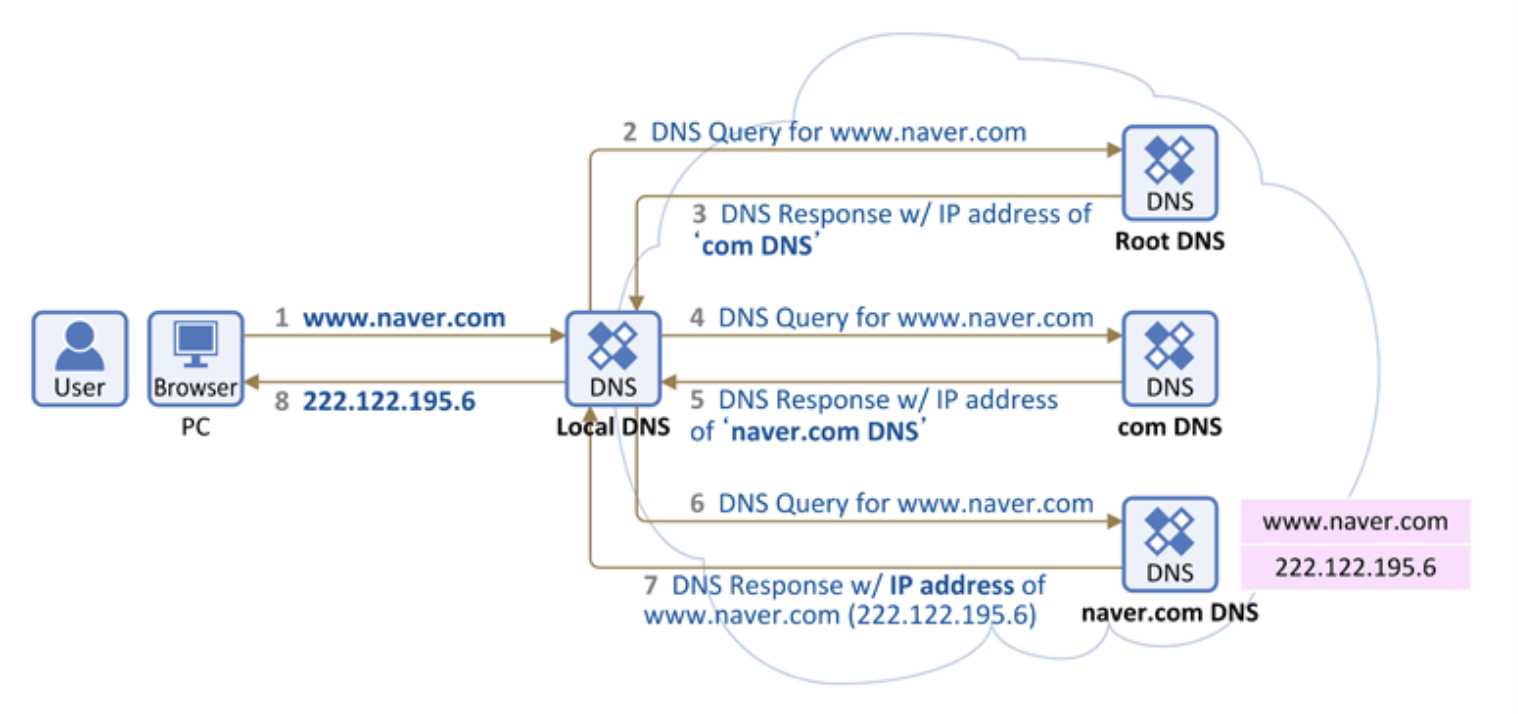 2 DNS Query for www.naver.com
DNS
Root DNS
3 DNS Response w/ IP address of
‘com DNS’
User
Browser
PC
1 www.naver.com
8 222.122.195.6
DNS
Local DNS
4 DNS Query for www.naver.com
5 DNS Response w/ IP address
of ‘naver.com DNS’
DNS
com DNS
6 DNS Query for www.naver.com
7 DNS Response w/ IP address of
www.naver.com (222.122.195.6)
DNS
naver.com DNS
www.naver.com
222.122.195.6